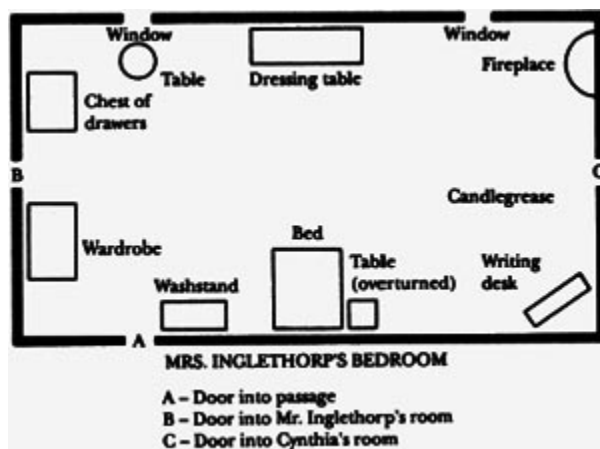 Window
Window
Table
Dressing table
Fireplace
Chest of
drawers
B
C
Candlegrease
Wardrobe
Bed
Table
(overturned)
Writing
desk
Washstand
A
MRS. INGLETHORP'S BEDROOM
A – Door into passage
B – Door into Mr. Inglethorp's room
C – Door into Cynthia's room